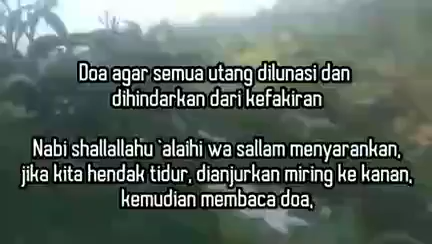 Doa agar semua utang dilunasi dan
dihindarkan dari kefakiran
Nabi shallallahu `alaihi wa sallam menyarankan,
jika kita hendak tidur, dianjurkan miring ke kanan,
kemudian membaca doa,